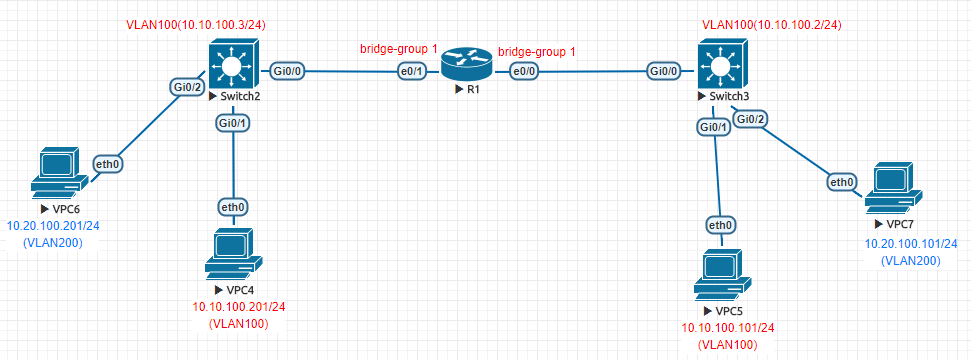 VLAN100(10.10.100.3/24)
VLAN100(10.10.100.2/24)
bridge-group 1
bridge-group 1
Gi0/0
e0/1
e0/0
Gi0/0
Gi0/2
Switch2
R1
Switch3
Gi0/1
Gi0/1
Gi0/2
eth0
eth0
VPC6
10.20.100.201/24
(VLAN200)
eth0
VPC7
10.20.100.101/24
(VLAN200)
eth0
VPC4
10.10.100.201/24
(VLAN100)
VPC5
10.10.100.101/24
(VLAN100)